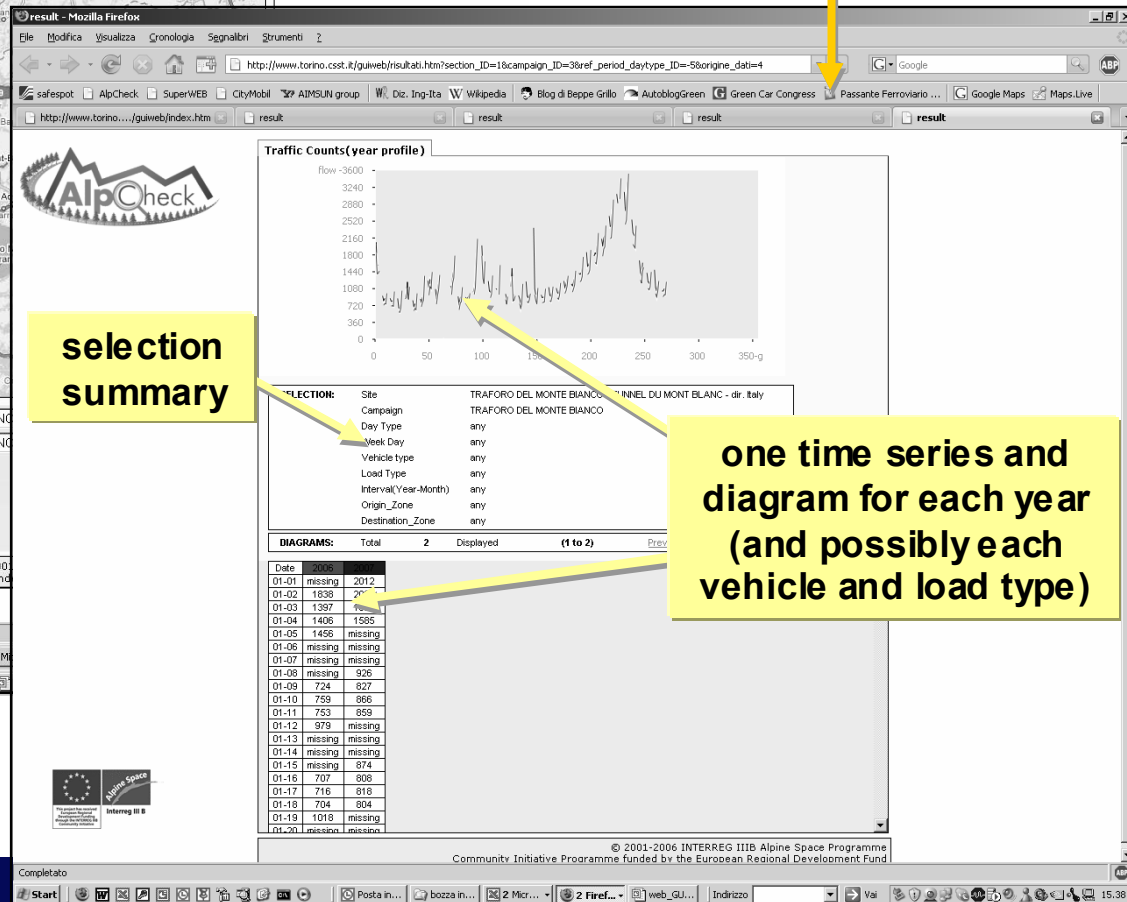 result - Mozilla Firefox
File Modifica Visualizza Cronologia Segnalibri Strumenti ?
http://www.torino.csst.it/guiweb/risultati.htm?section_ID=1&campaign_ID=3&ref_period_daytype_ID=-5&origine_dati=4
Google
ABP
safespot AlpCheck SuperWEB CityMobil AIMSUN group Diz. Ing-Ita Wikipedia Blog di Beppe Grillo AutoblogGreen Green Car Congress Passante Ferroviario ... Google Maps Maps.Live
http://www.torino..../guiweb/index.htm result result result result
AlpCheck
Traffic Counts(year profile)
flow -3600
3240
2880
2520
2160
1800
1440
1080
720
360
0
0 50 100 150 200 250 300 350-g
selection
summary
Site TRAFORO DEL MONTE BIANCO DU MONT BLANC - dir. Italy
Campaign TRAFORO DEL MONTE BIANCO
Day Type any
Week Day any
Vehicle type any
Load Type any
Interval(Year-Month) any
Origin_Zone any
Destination_Zone any
one time series and
diagram for each year
(and possibly each
vehicle and load type)
DIAGRAMS: Total 2 Displayed (1 to 2)
Date 2006 2007
01-01 missing 2012
01-02 1838
01-03 1397
01-04 1406 1585
01-05 1456 missing
01-06 missing missing
01-07 missing missing
01-08 missing 926
01-09 724 827
01-10 759 866
01-11 753 859
01-12 979 missing
01-13 missing missing
01-14 missing missing
01-15 missing 874
01-16 707 808
01-17 716 818
01-18 704 804
01-19 1018 missing
01-20 missing missing
Alpine Space
Interreg III B
© 2001-2006 INTERREG IIIB Alpine Space Programme
Community Initiative Programme funded by the European Regional Development Fund
Completato
ABP
Start Posta in... bozza in... 2 Micr... 2 Firef... web_GU... Indirizzo Vai 15.38